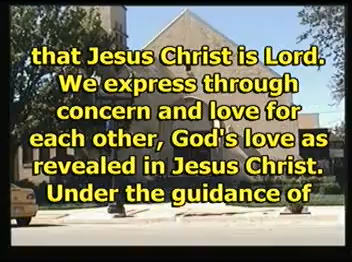 that Jesus Christ is Lord.
We express through
concern and love for
each other, God's love as
revealed in Jesus Christ.
Under the guidance of